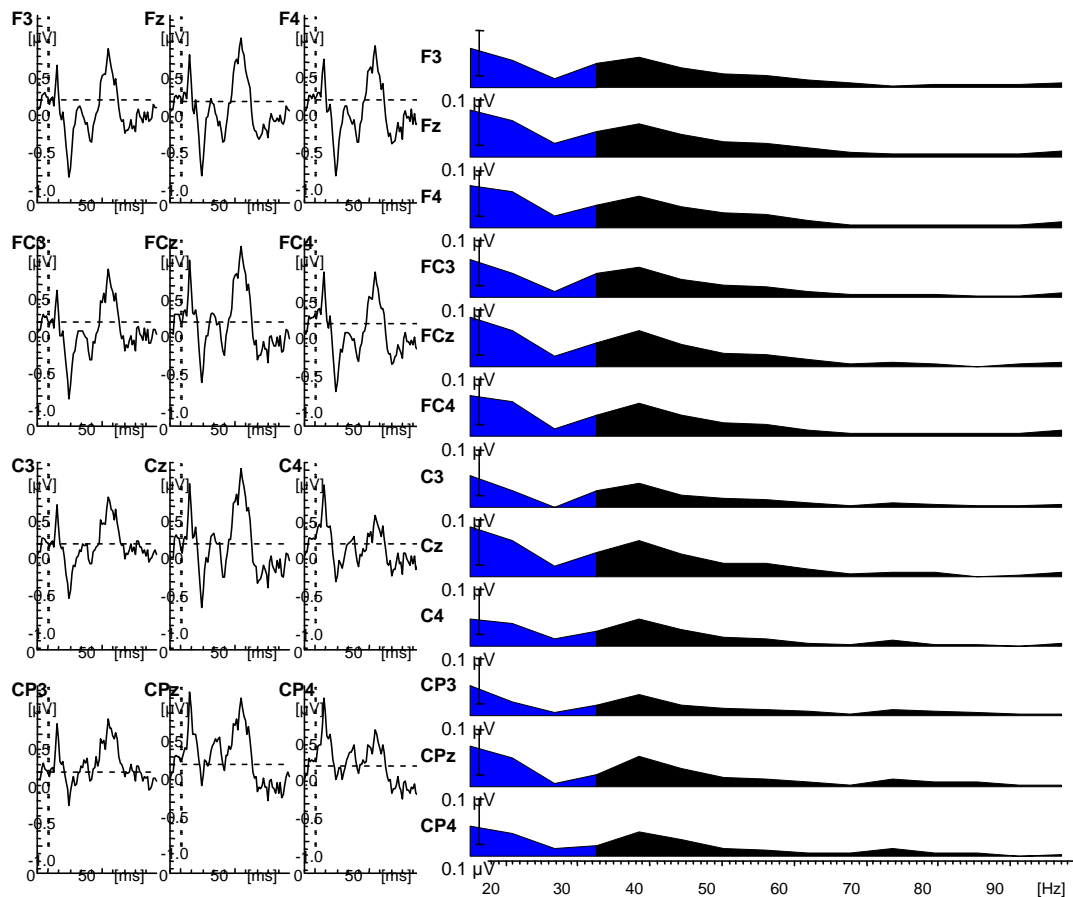 F3 Fz F4
[µV] [µV] [µV]
0.5 0.5 0.5
0.0 0.0 0.0
-0.5 -0.5 -0.5
-1.0 -1.0 -1.0
0 50 [ms] 0 50 [ms] 0 50 [ms]
FC3 FCz FC4
[µV] [µV] [µV]
0.5 0.5 0.5
0.0 0.0 0.0
-0.5 -0.5 -0.5
-1.0 -1.0 -1.0
0 50 [ms] 0 50 [ms] 0 50 [ms]
C3 Cz C4
[µV] [µV] [µV]
0.5 0.5 0.5
0.0 0.0 0.0
-0.5 -0.5 -0.5
-1.0 -1.0 -1.0
0 50 [ms] 0 50 [ms] 0 50 [ms]
CP3 CPz CP4
[µV] [µV] [µV]
0.5 0.5 0.5
0.0 0.0 0.0
-0.5 -0.5 -0.5
-1.0 -1.0 -1.0
0 50 [ms] 0 50 [ms] 0 50 [ms]
F3
0.1 µV
Fz
0.1 µV
F4
0.1 µV
FC3
0.1 µV
FCz
0.1 µV
FC4
0.1 µV
C3
0.1 µV
Cz
0.1 µV
C4
0.1 µV
CP3
0.1 µV
CPz
0.1 µV
CP4
0.1 µV
20 30 40 50 60 70 80 90 [Hz]